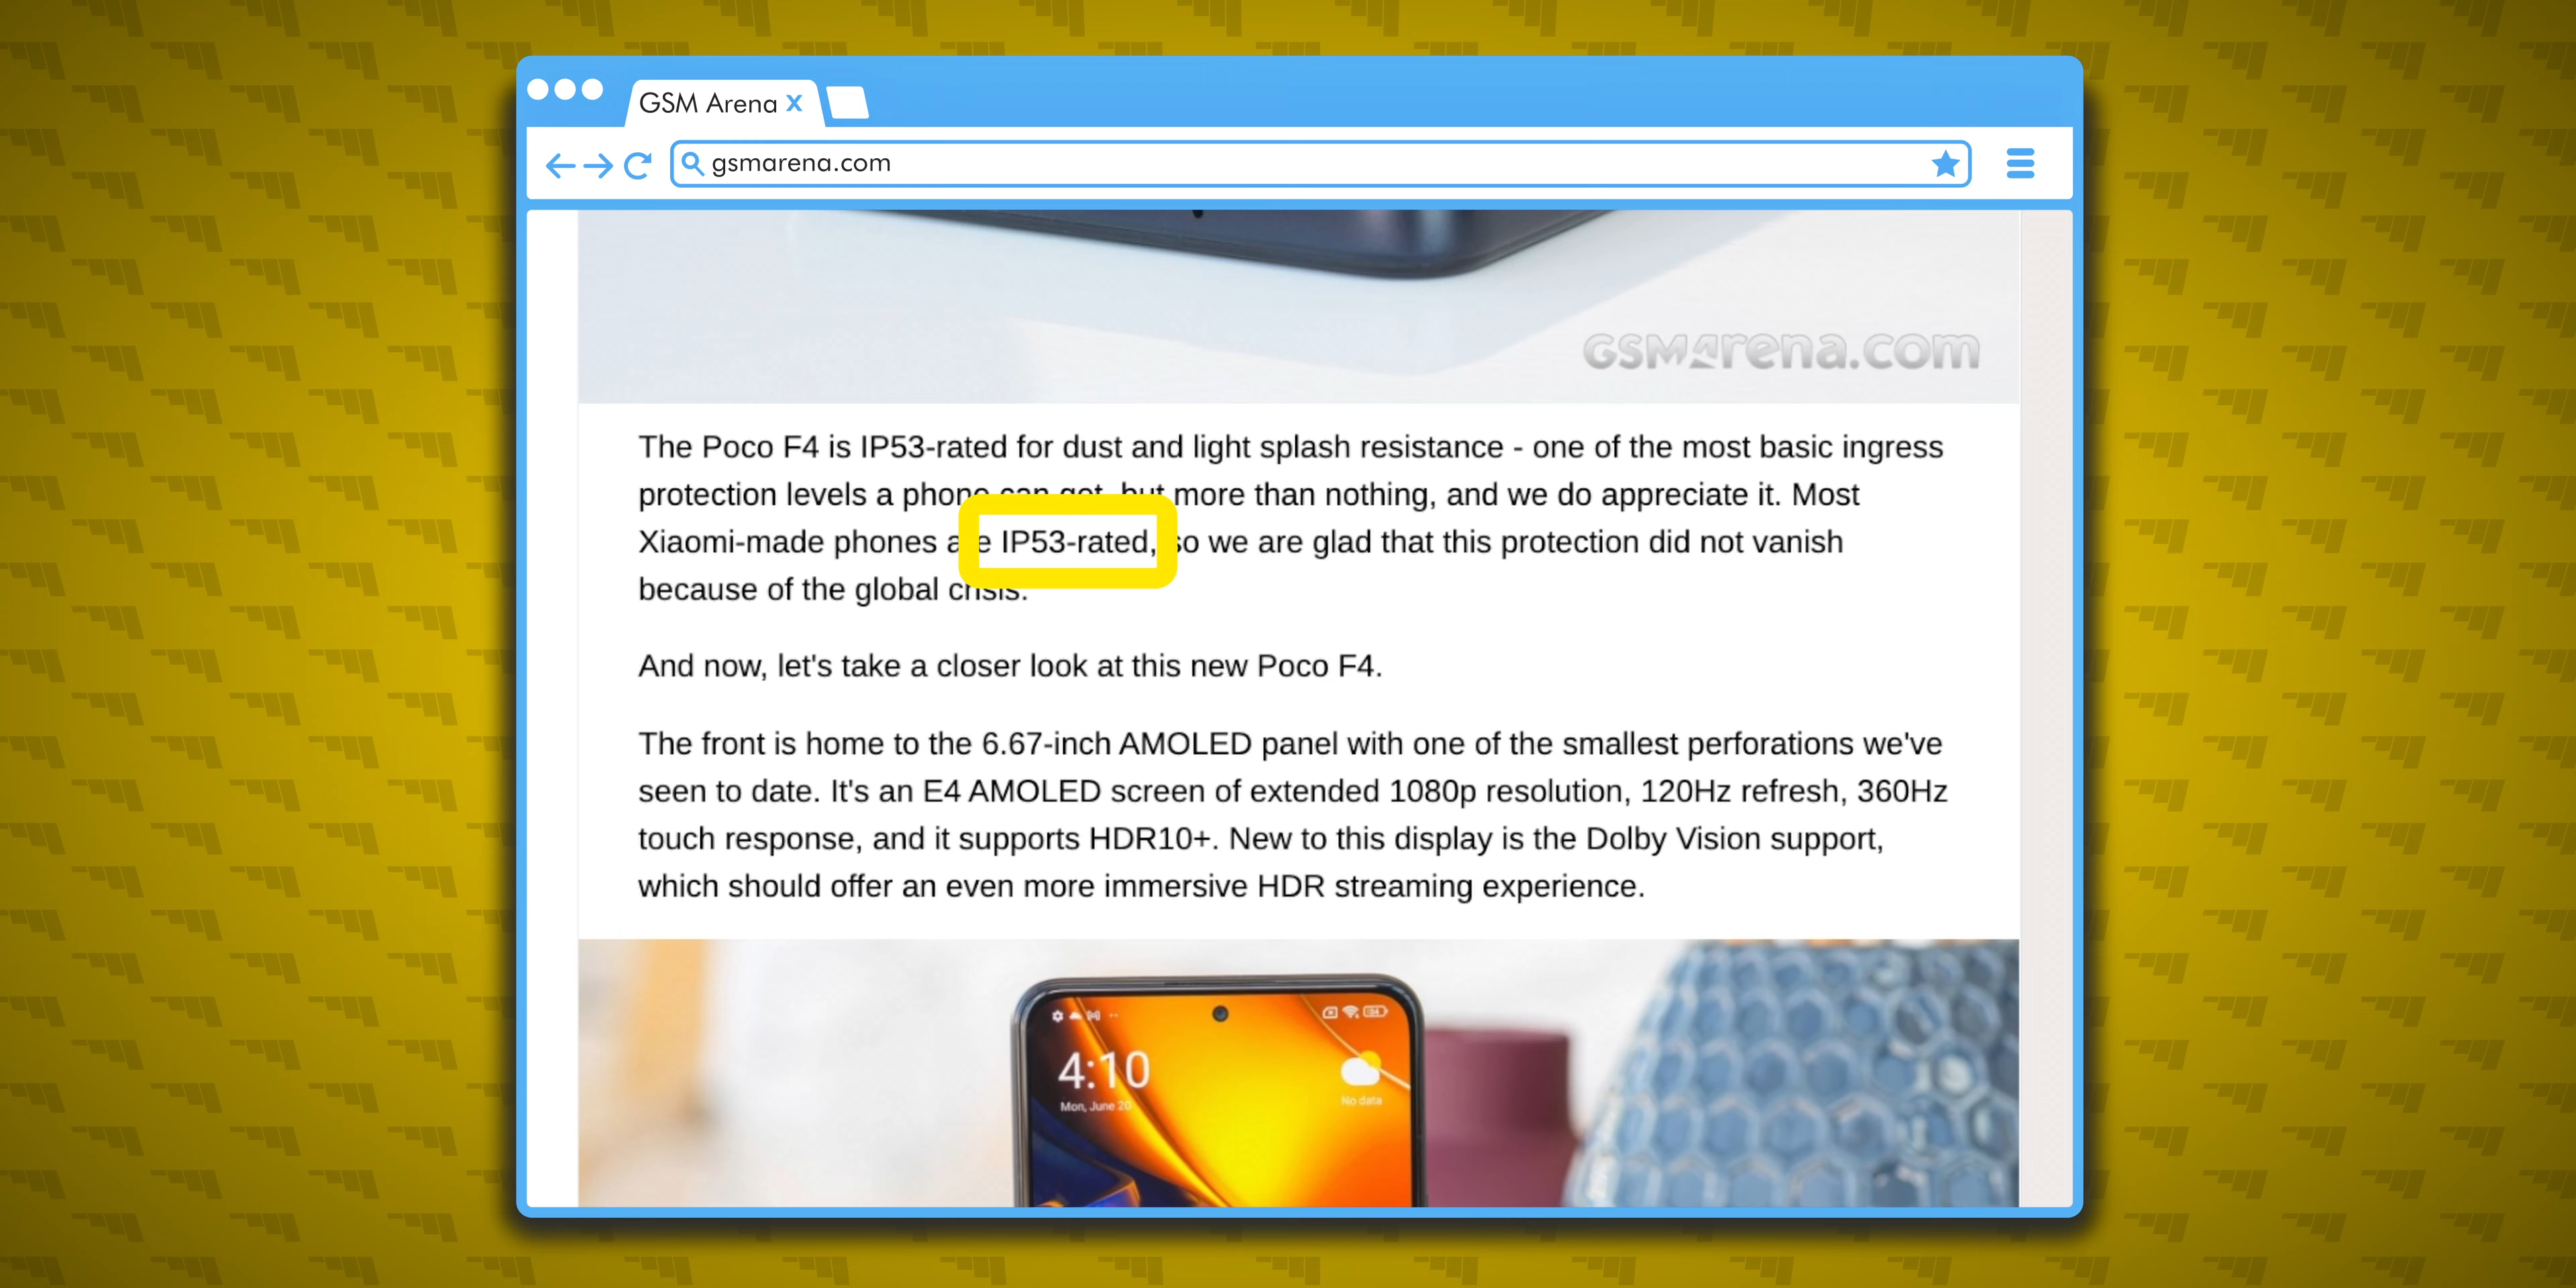 GSM Arena X
gsmarena.com
GSMArena.com
The Poco F4 is IP53-rated for dust and light splash resistance - one of the most basic ingress
protection levels a phone can get, but more than nothing, and we do appreciate it. Most
Xiaomi-made phones are IP53-rated, so we are glad that this protection did not vanish
because of the global crisis.
And now, let's take a closer look at this new Poco F4.
The front is home to the 6.67-inch AMOLED panel with one of the smallest perforations we've
seen to date. It's an E4 AMOLED screen of extended 1080p resolution, 120Hz refresh, 360Hz
touch response, and it supports HDR10+. New to this display is the Dolby Vision support,
which should offer an even more immersive HDR streaming experience.
4:10
Mon, June 20
No data